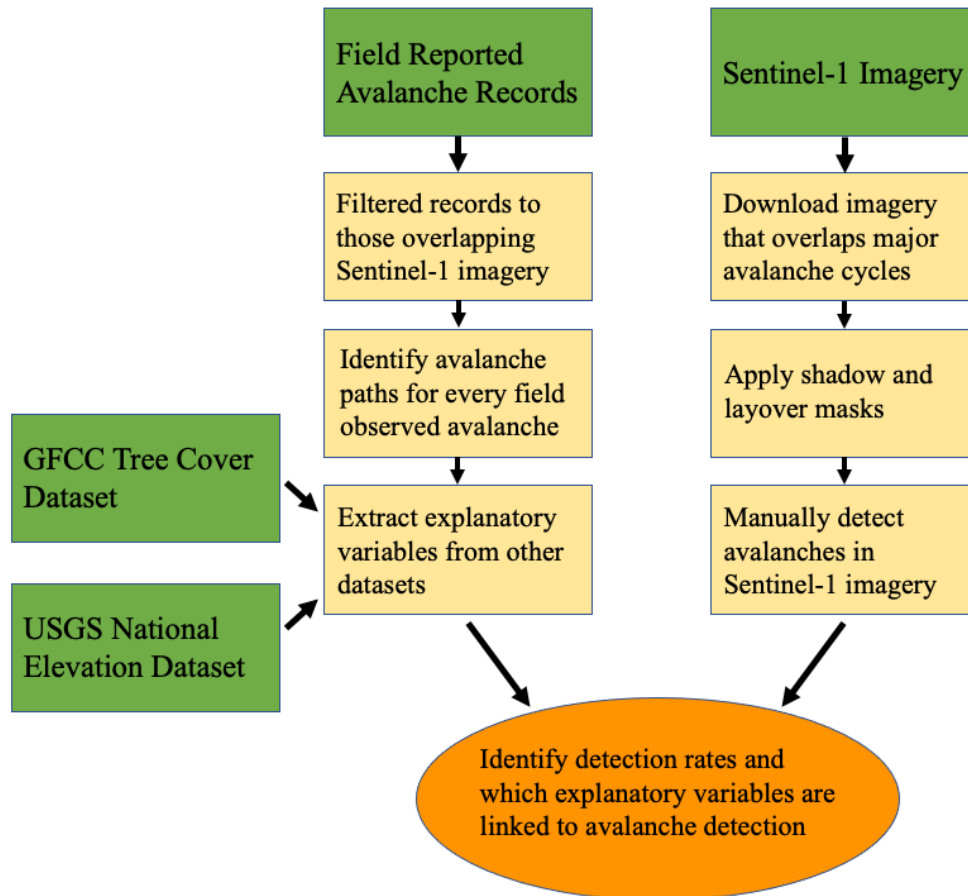 Field Reported
Avalanche Records
Sentinel-1 Imagery
Filtered records to
those overlapping
Sentinel-1 imagery
Download imagery
that overlaps major
avalanche cycles
Identify avalanche
paths for every field
observed avalanche
Apply shadow and
layover masks
GFCC Tree Cover
Dataset
Extract explanatory
variables from other
datasets
Manually detect
avalanches in
Sentinel-1 imagery
USGS National
Elevation Dataset
Identify detection rates and
which explanatory variables are
linked to avalanche detection